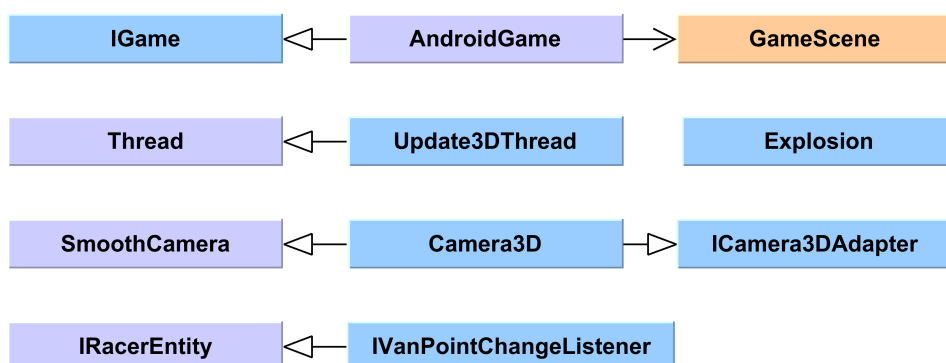 IGame
AndroidGame
GameScene
Thread
Update3DThread
Explosion
SmoothCamera
Camera3D
ICamera3DAdapter
IRacerEntity
IVanPointChangeListener